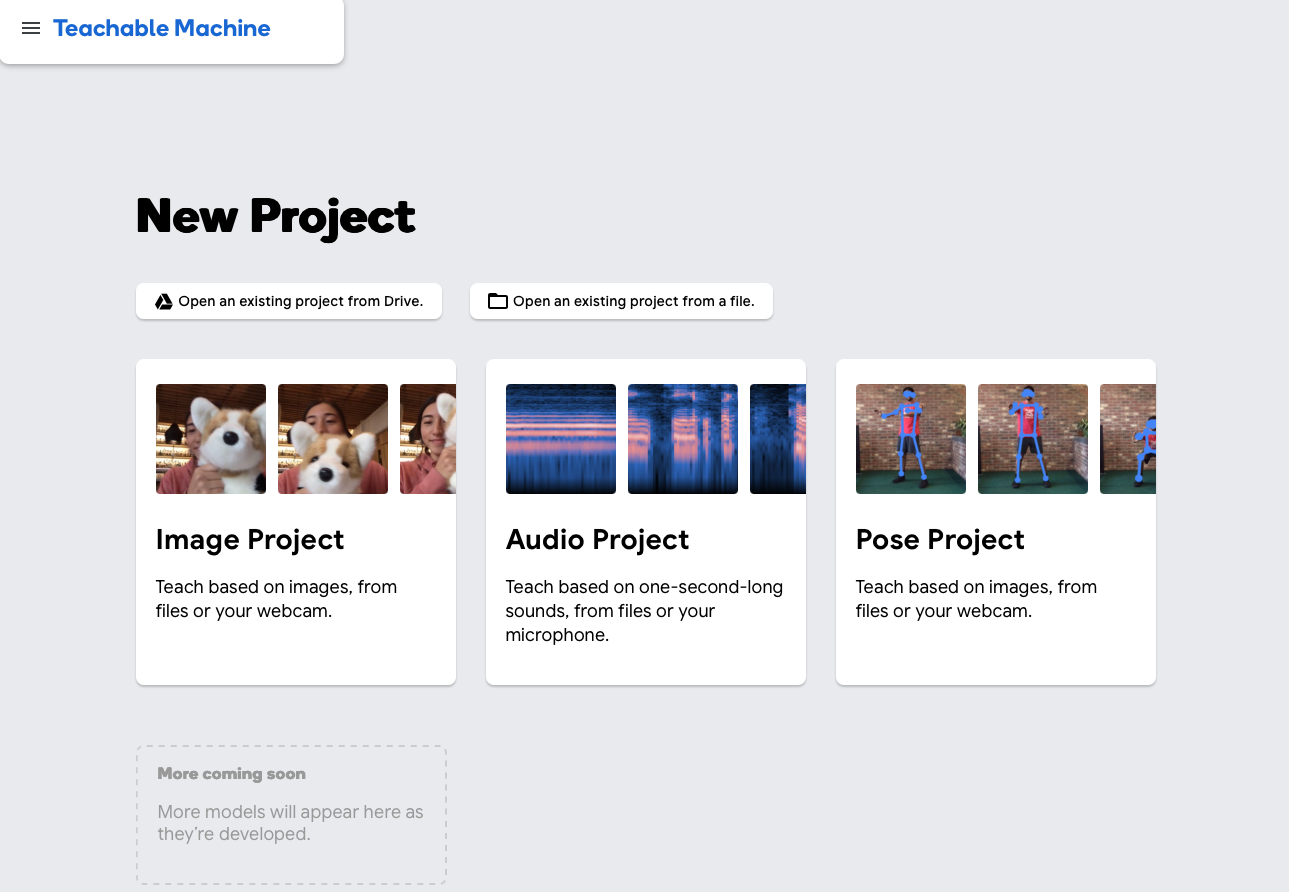 Teachable Machine
New Project
Open an existing project from Drive.
Open an existing project from a file.
Image Project
Teach based on images, from
files or your webcam.
Audio Project
Teach based on one-second-long
sounds, from files or your
microphone.
Pose Project
Teach based on images, from
files or your webcam.
More coming soon
More models will appear here as
they’re developed.